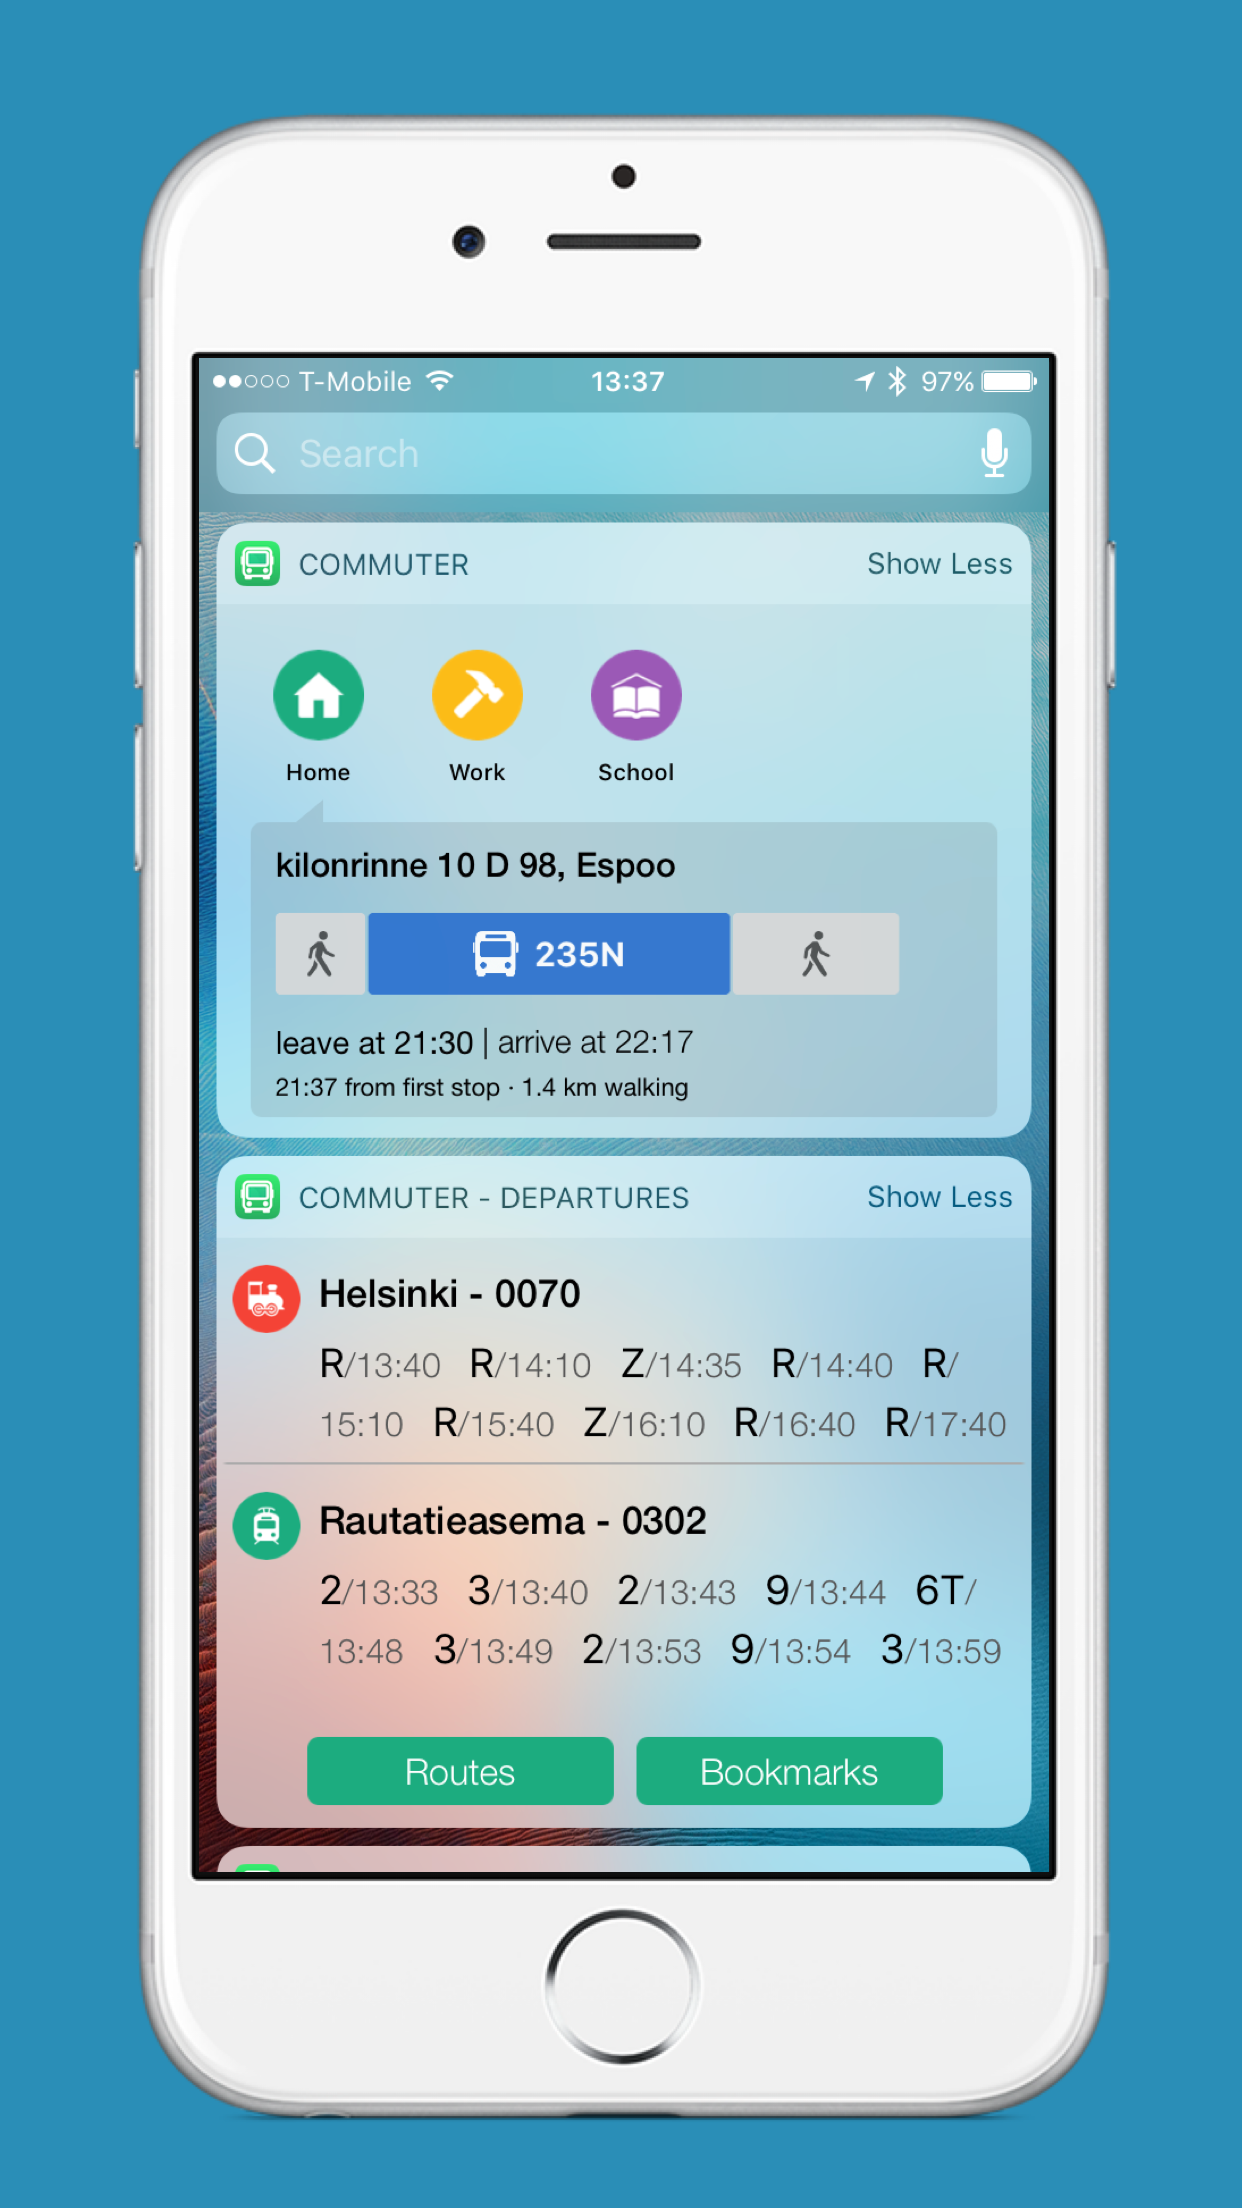 T-Mobile 13:37 97%
Search
COMMUTER Show Less
Home Work School
kilonrinne 10 D 98, Espoo
235N
leave at 21:30 | arrive at 22:17
21:37 from first stop · 1.4 km walking
COMMUTER - DEPARTURES Show Less
Helsinki - 0070
R/13:40 R/14:10 Z/14:35 R/14:40 R/
15:10 R/15:40 Z/16:10 R/16:40 R/17:40
Rautatieasema - 0302
2/13:33 3/13:40 2/13:43 9/13:44 6T/
13:48 3/13:49 2/13:53 9/13:54 3/13:59
Routes Bookmarks